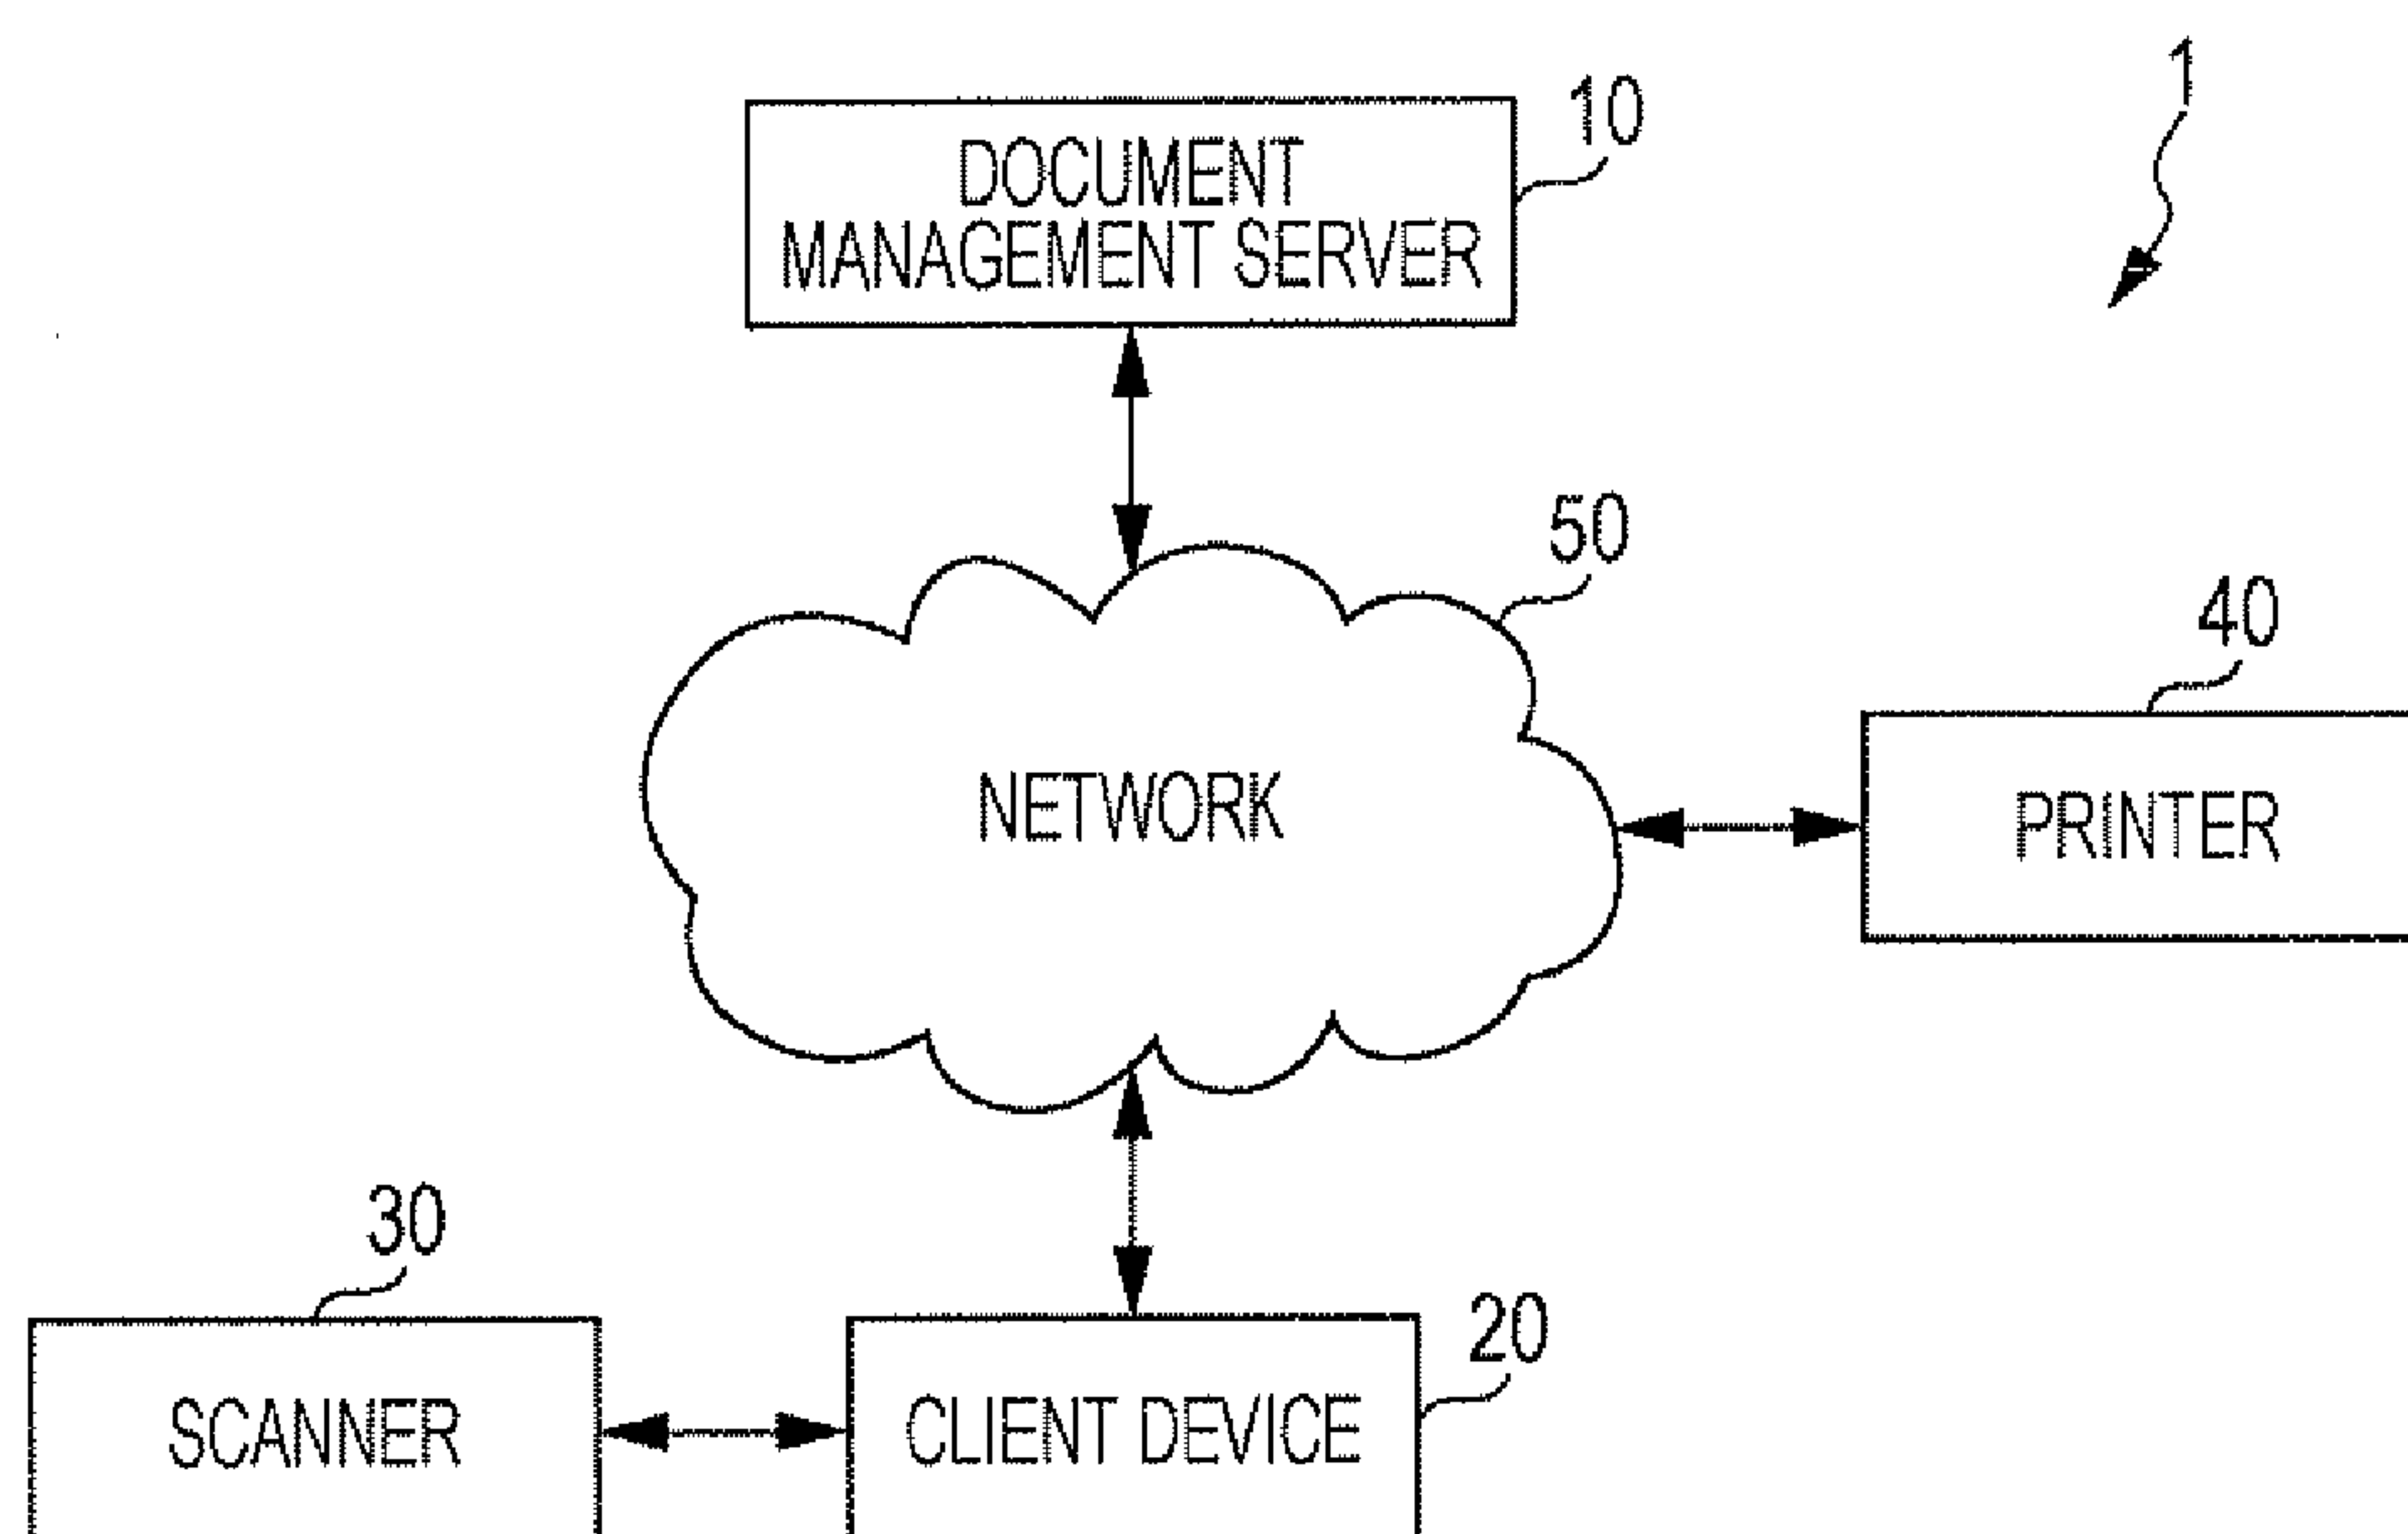 1
10
DOCUMENT
MANAGEMENT SERVER
50
40
NETWORK
PRINTER
30
20
SCANNER
CLIENT DEVICE